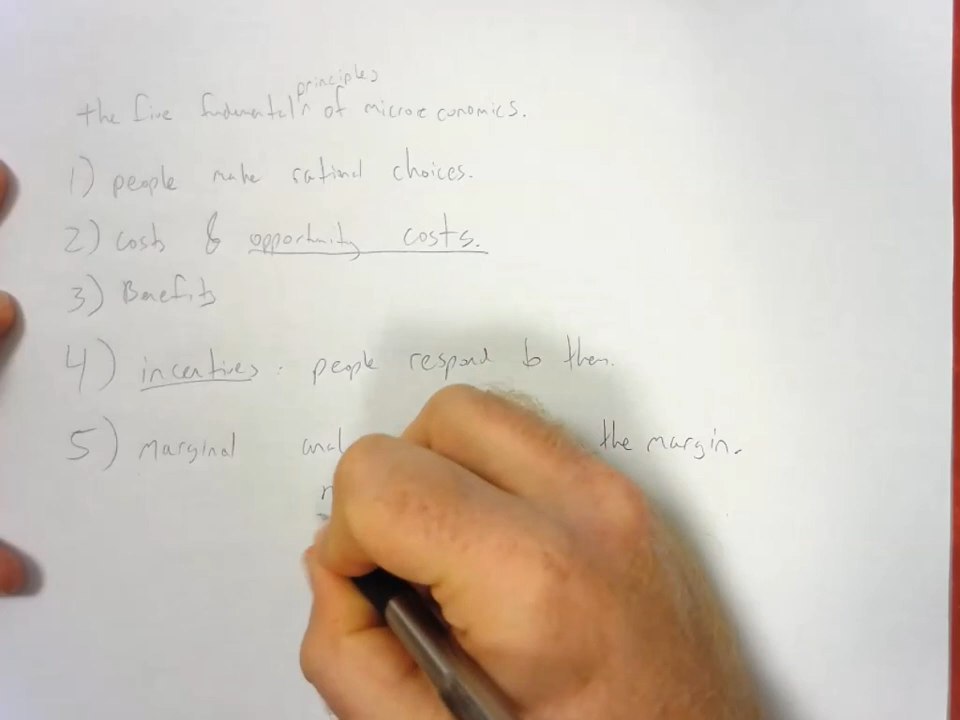 principles
the five fundemental ^ of microeconomics.
1) people make rational choices.
2) costs & opportunity costs.
3) Benefits
4) incentives : people respond to them.
5) Marginal the margin.